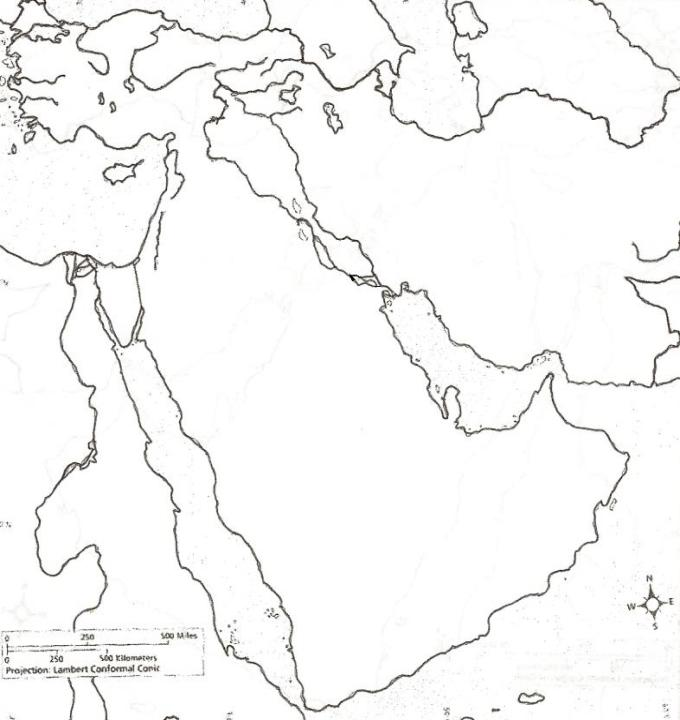 N
W E
S
0 250 500 Miles
0 250 500 Kilometers
Projection: Lambert Conformal Conic